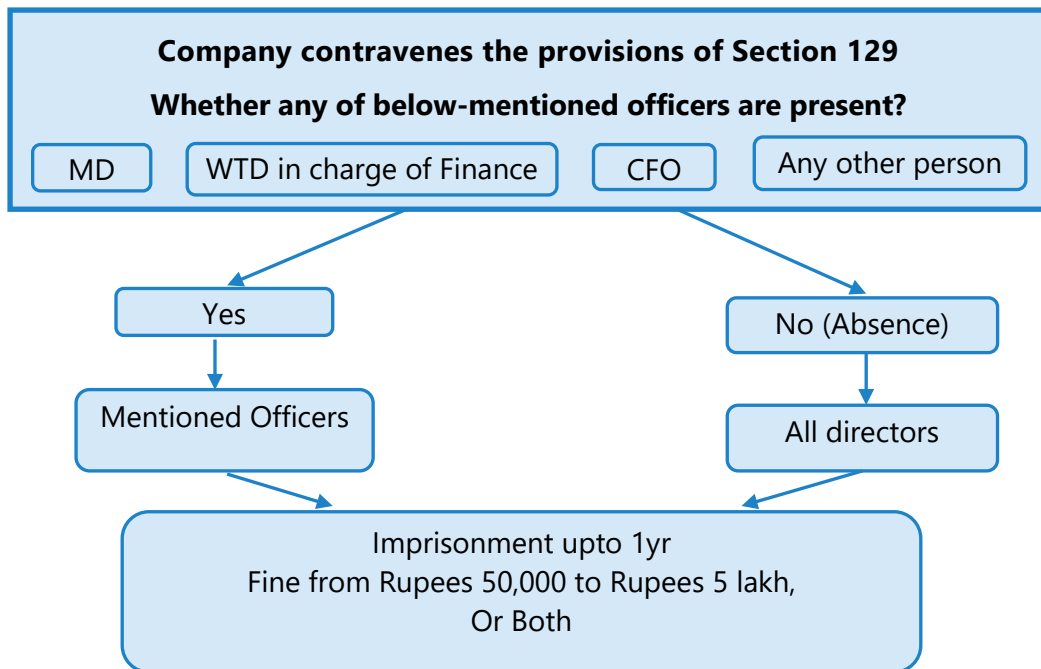 Company contravenes the provisions of Section 129
Whether any of below-mentioned officers are present?
MD
WTD in charge of Finance
CFO
Any other person
Yes
No (Absence)
Mentioned Officers
All directors
Imprisonment upto 1yr
Fine from Rupees 50,000 to Rupees 5 lakh,
Or Both